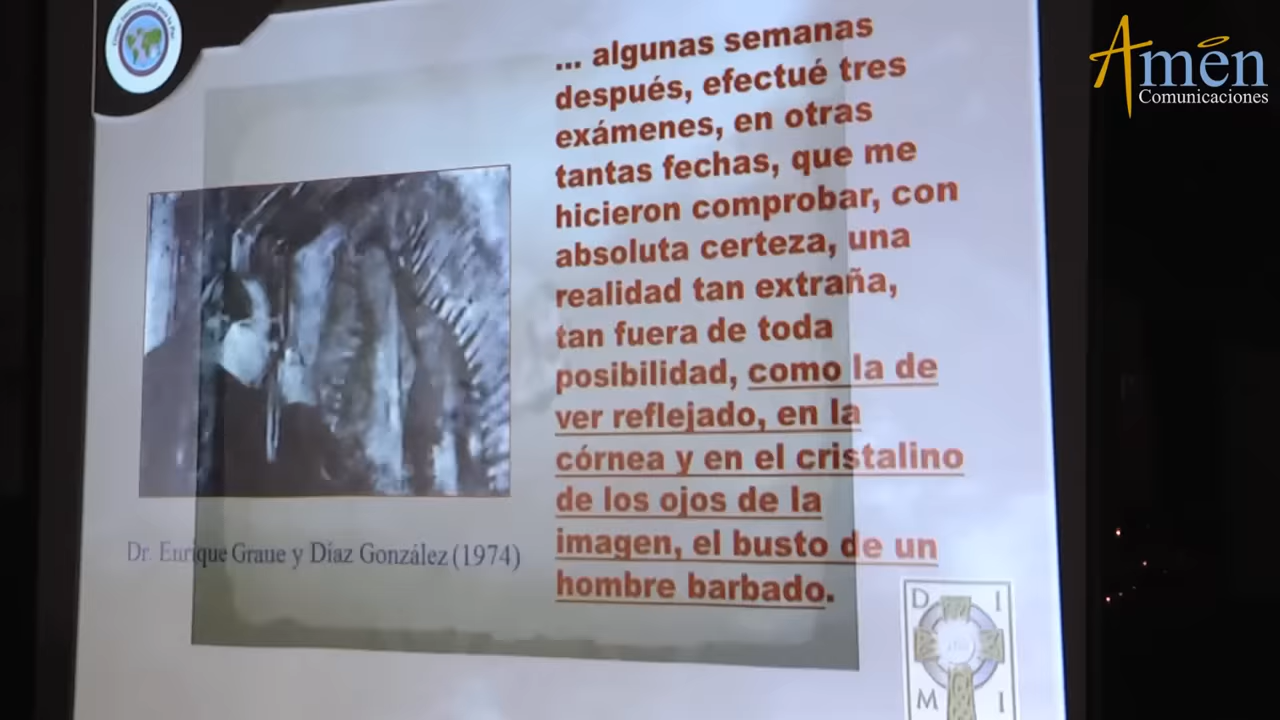 Amén
Comunicaciones
... algunas semanas
después, efectué tres
exámenes, en otras
tantas fechas, que me
hicieron comprobar, con
absoluta certeza, una
realidad tan extraña,
tan fuera de toda
posibilidad, como la de
ver reflejado, en la
córnea y en el cristalino
de los ojos de la
imagen, el busto de un
hombre barbado.
Dr. Enrique Graue y Díaz González (1974)
D I
M I